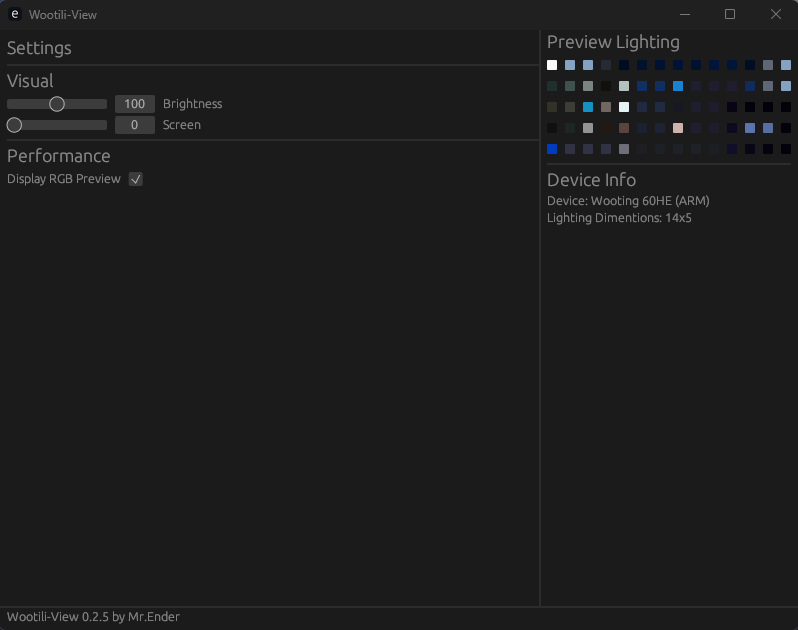 e Wootili-View
Settings
Visual
100 Brightness
0 Screen
Performance
Display RGB Preview
Preview Lighting
Device Info
Device: Wooting 60HE (ARM)
Lighting Dimentions: 14x5
Wootili-View 0.2.5 by Mr.Ender